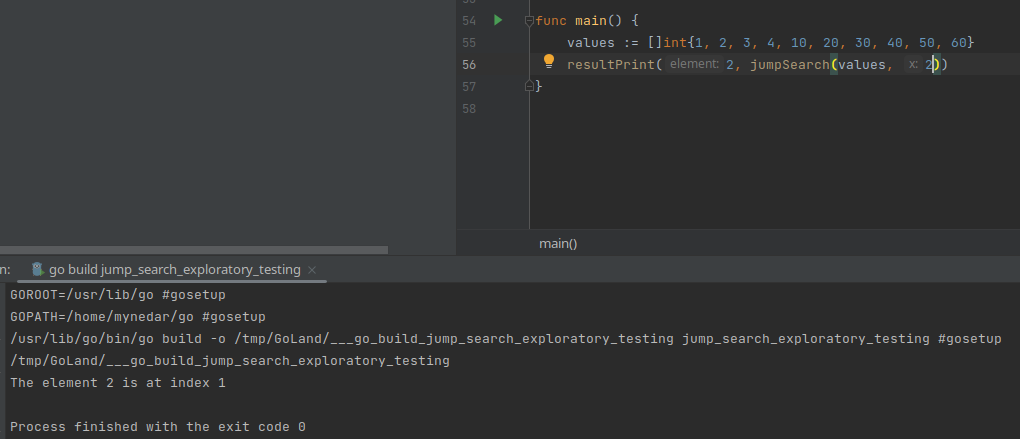 54 func main() {
55 values := []int{1, 2, 3, 4, 10, 20, 30, 40, 50, 60}
56 resultPrint( element: 2, jumpSearch(values, x: 2))
57 }
58
main()
n: go build jump_search_exploratory_testing ×
GOROOT=/usr/lib/go #gosetup
GOPATH=/home/mynedar/go #gosetup
/usr/lib/go/bin/go build -o /tmp/GoLand/___go_build_jump_search_exploratory_testing jump_search_exploratory_testing #gosetup
/tmp/GoLand/___go_build_jump_search_exploratory_testing
The element 2 is at index 1
Process finished with the exit code 0